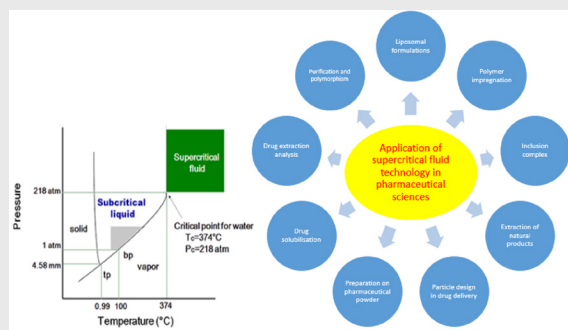 Pressure
218 atm
1 atm
4.58 mm
solid
Subcritical
liquid
Supercritical
fluid
Critical point for water
Tc=374°C
Pc=218 atm
bp
vapor
tp
0.99
100
374
Temperature (°C)
Application of
supercritical fluid
technology in
pharmaceutical
sciences
Liposomal
formulations
Polymer
impregnation
Inclusion
complex
Extraction of
natural
products
Particle design
in drug delivery
Preparation on
pharmaceutical
powder
Drug
solubilisation
Drug extraction
analysis
Purification and
polymorphism